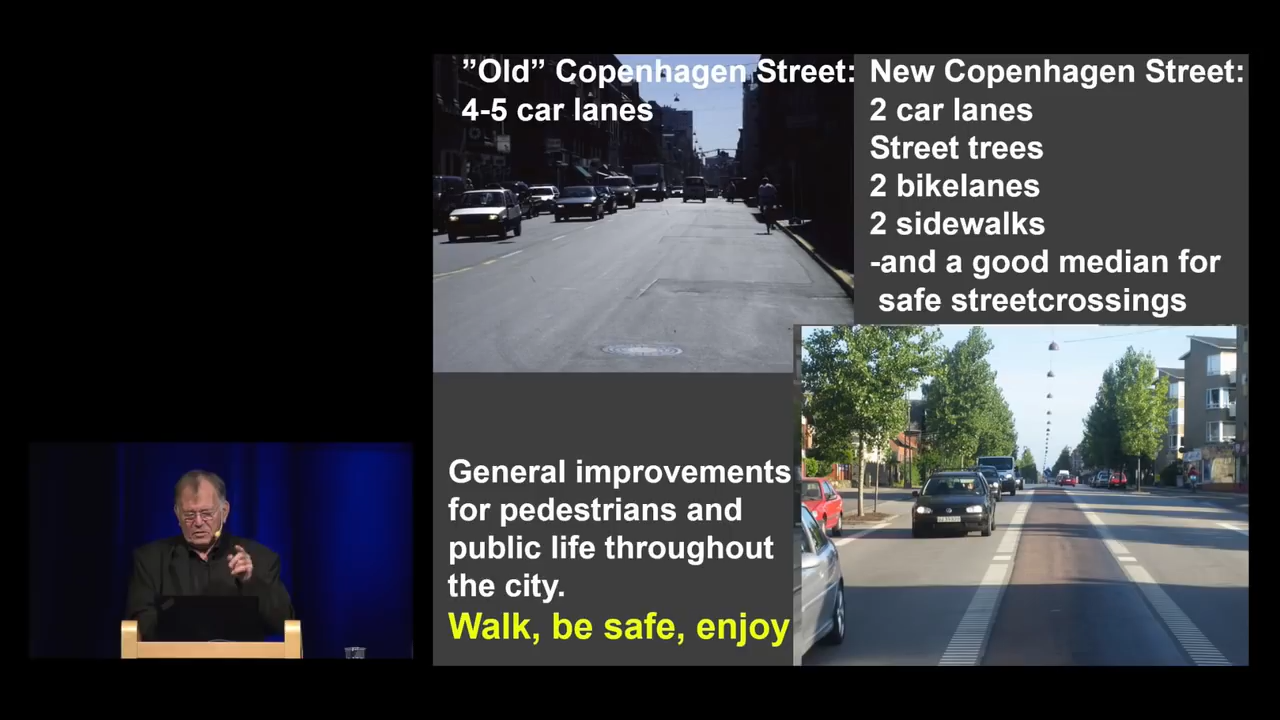 ”Old” Copenhagen Street:
4-5 car lanes
New Copenhagen Street:
2 car lanes
Street trees
2 bikelanes
2 sidewalks
-and a good median for
safe streetcrossings
General improvements
for pedestrians and
public life throughout
the city.
Walk, be safe, enjoy